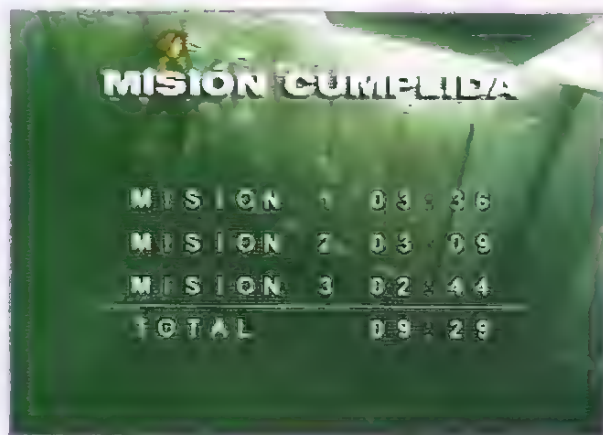 MISION CUMPLIDA
MISION 1 03:36
MISION 2 03:09
MISION 3 02:44
TOTAL 09:29